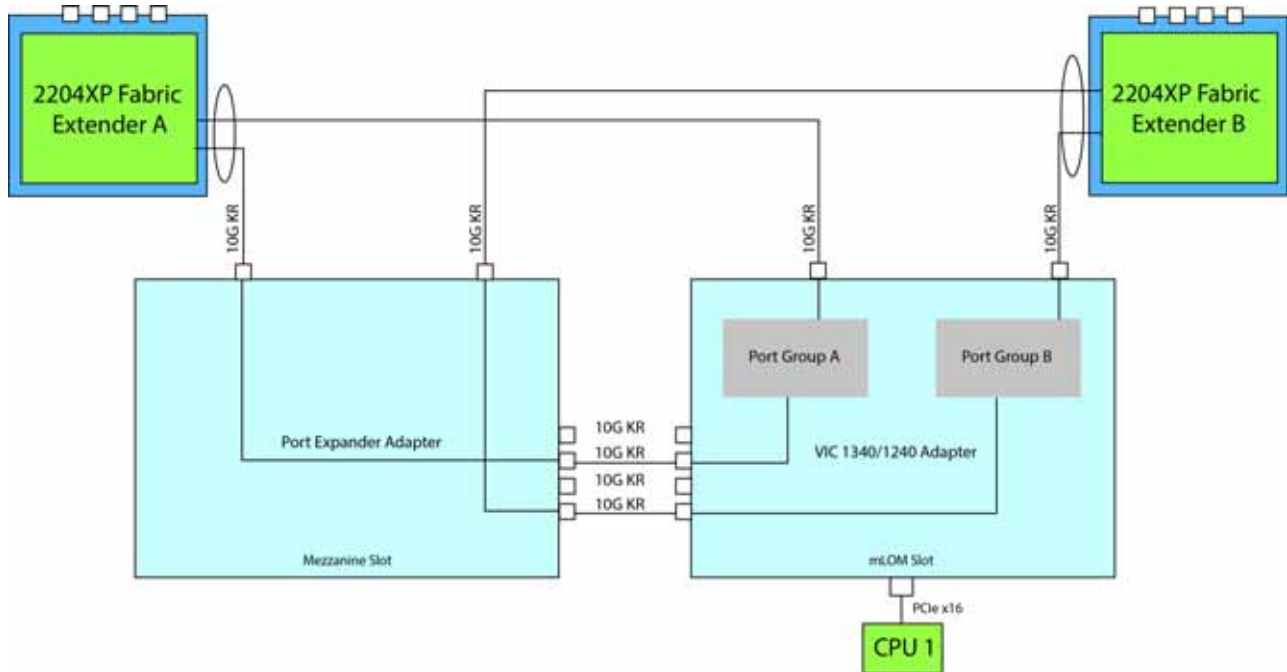 2204XP Fabric
Extender A
2204XP Fabric
Extender B
10G KR
10G KR
10G KR
10G KR
Port Group A
Port Group B
Port Expander Adapter
10G KR
10G KR
10G KR
10G KR
VIC 1340/1240 Adapter
Mezzanine Slot
mLOM Slot
PCIe x16
CPU 1